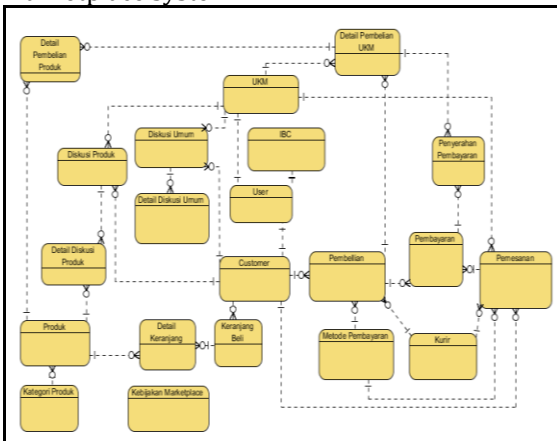 Detail
Pembelian
Produk
Detail Pembelian
UKM
UKM
Diskusi Umum
IBC
Diskusi Produk
Penyerahan
Pembayaran
User
Detail Diskusi Umum
Detail Diskusi
Produk
Customer
Pembelian
Pembayaran
Pemesanan
Produk
Detail
Keranjang
Keranjang
Beli
Metode Pembayaran
Kurir
Kategori Produk
Kebijakan Marketplace